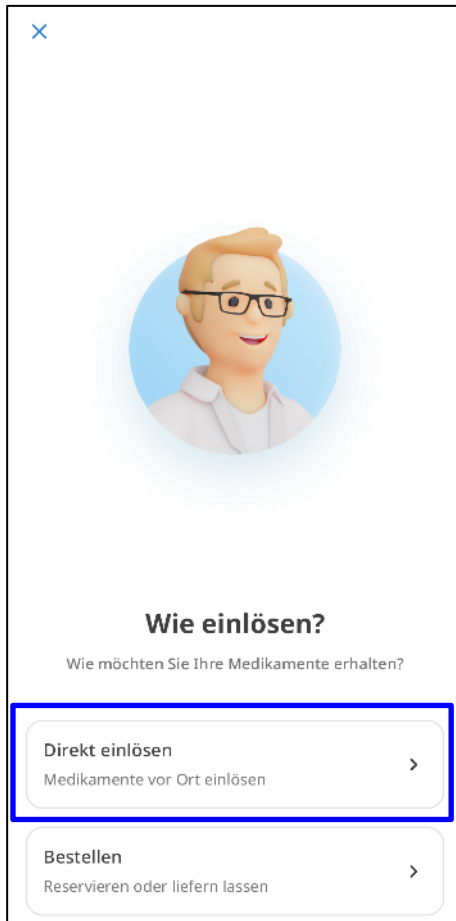 Wie einlösen?
Wie möchten Sie Ihre Medikamente erhalten?
Direkt einlösen
Medikamente vor Ort einlösen
Bestellen
Reservieren oder liefern lassen